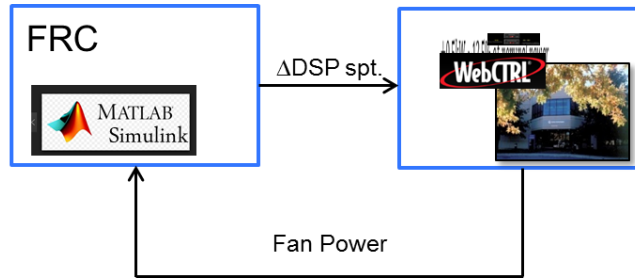 FRC
MATLAB
Simulink
ΔDSP spt.
WebCTRL
Fan Power